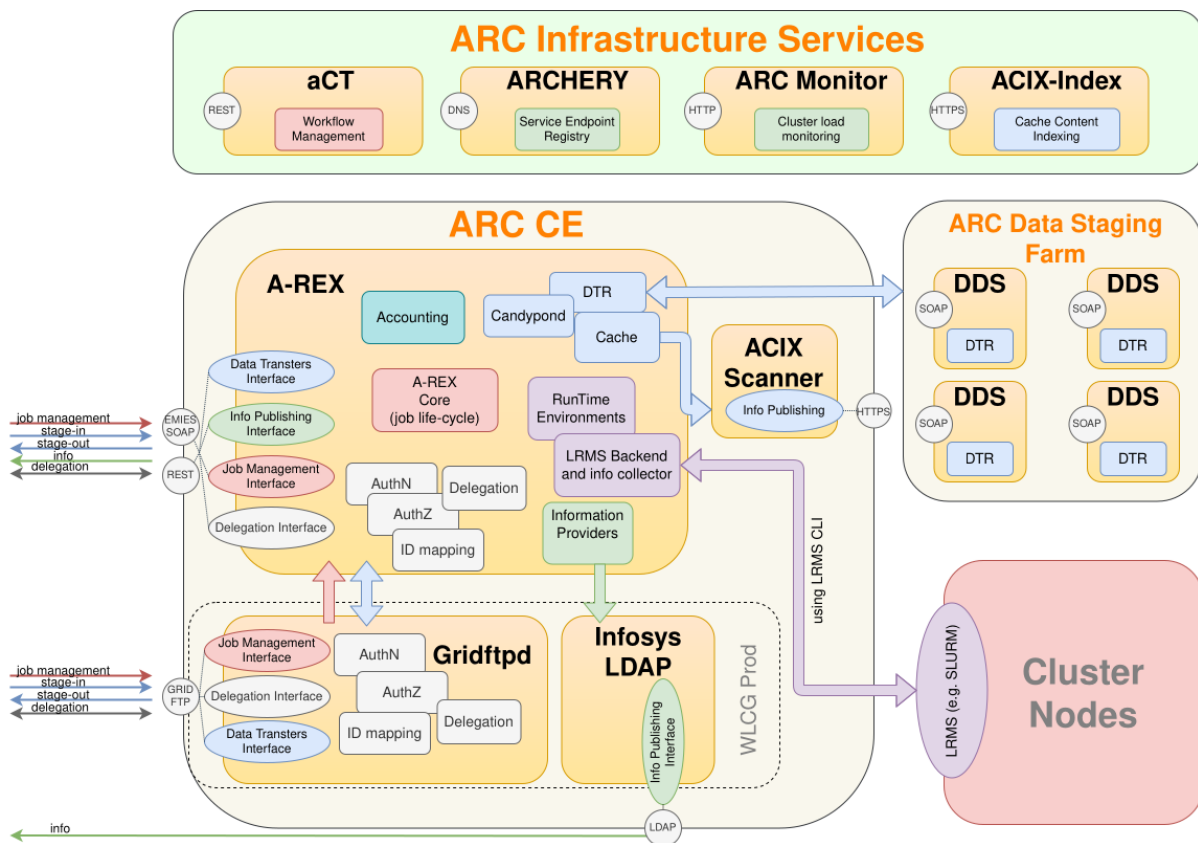 ARC Infrastructure Services
aCT
REST
Workflow
Management
ARCHERY
DNS
Service Endpoint
Registry
ARC Monitor
HTTP
Cluster load
monitoring
ACIX-Index
HTTPS
Cache Content
Indexing
ARC CE
A-REX
Accounting
DTR
Candypond
Cache
A-REX
Core
(job life-cycle)
RunTime
Environments
LRMS Backend
and info collector
Information
Providers
Data Transters
Interface
Info Publishing
Interface
Job Management
Interface
Delegation Interface
AuthN
Delegation
AuthZ
ID mapping
job management
stage-in
stage-out
info
delegation
EMIES
SOAP
REST
ACIX
Scanner
Info Publishing
HTTPS
ARC Data Staging
Farm
DDS
SOAP
DTR
DDS
SOAP
DTR
DDS
SOAP
DTR
DDS
SOAP
DTR
using LRMS CLI
LRMS (e.g. SLURM)
Cluster
Nodes
Gridftpd
Job Management
Interface
Delegation Interface
Data Transters
Interface
AuthN
AuthZ
Delegation
ID mapping
job management
stage-in
stage-out
delegation
GRID
FTP
Infosys
LDAP
Info Publishing
Interface
WLCG Prod
LDAP
info